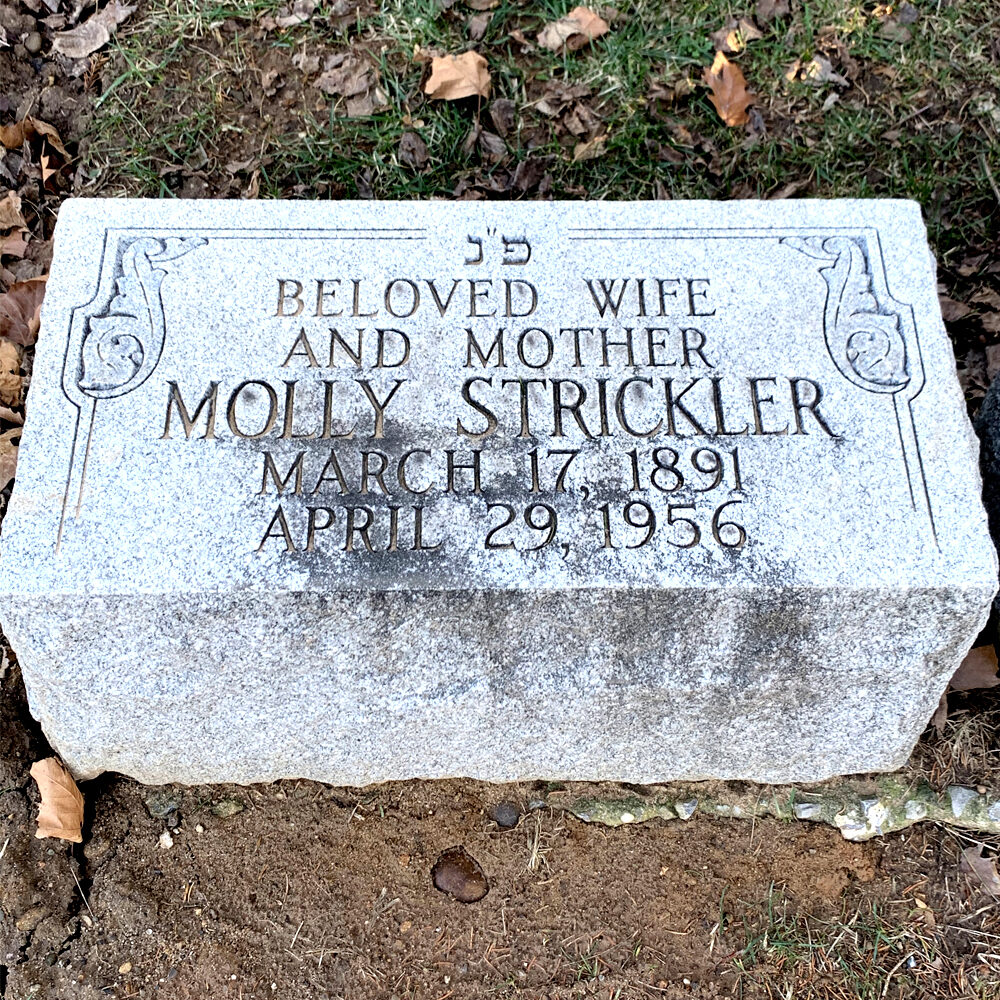 פ"נ
BELOVED WIFE
AND MOTHER
MOLLY STRICKLER
MARCH 17, 1891
APRIL 29, 1956